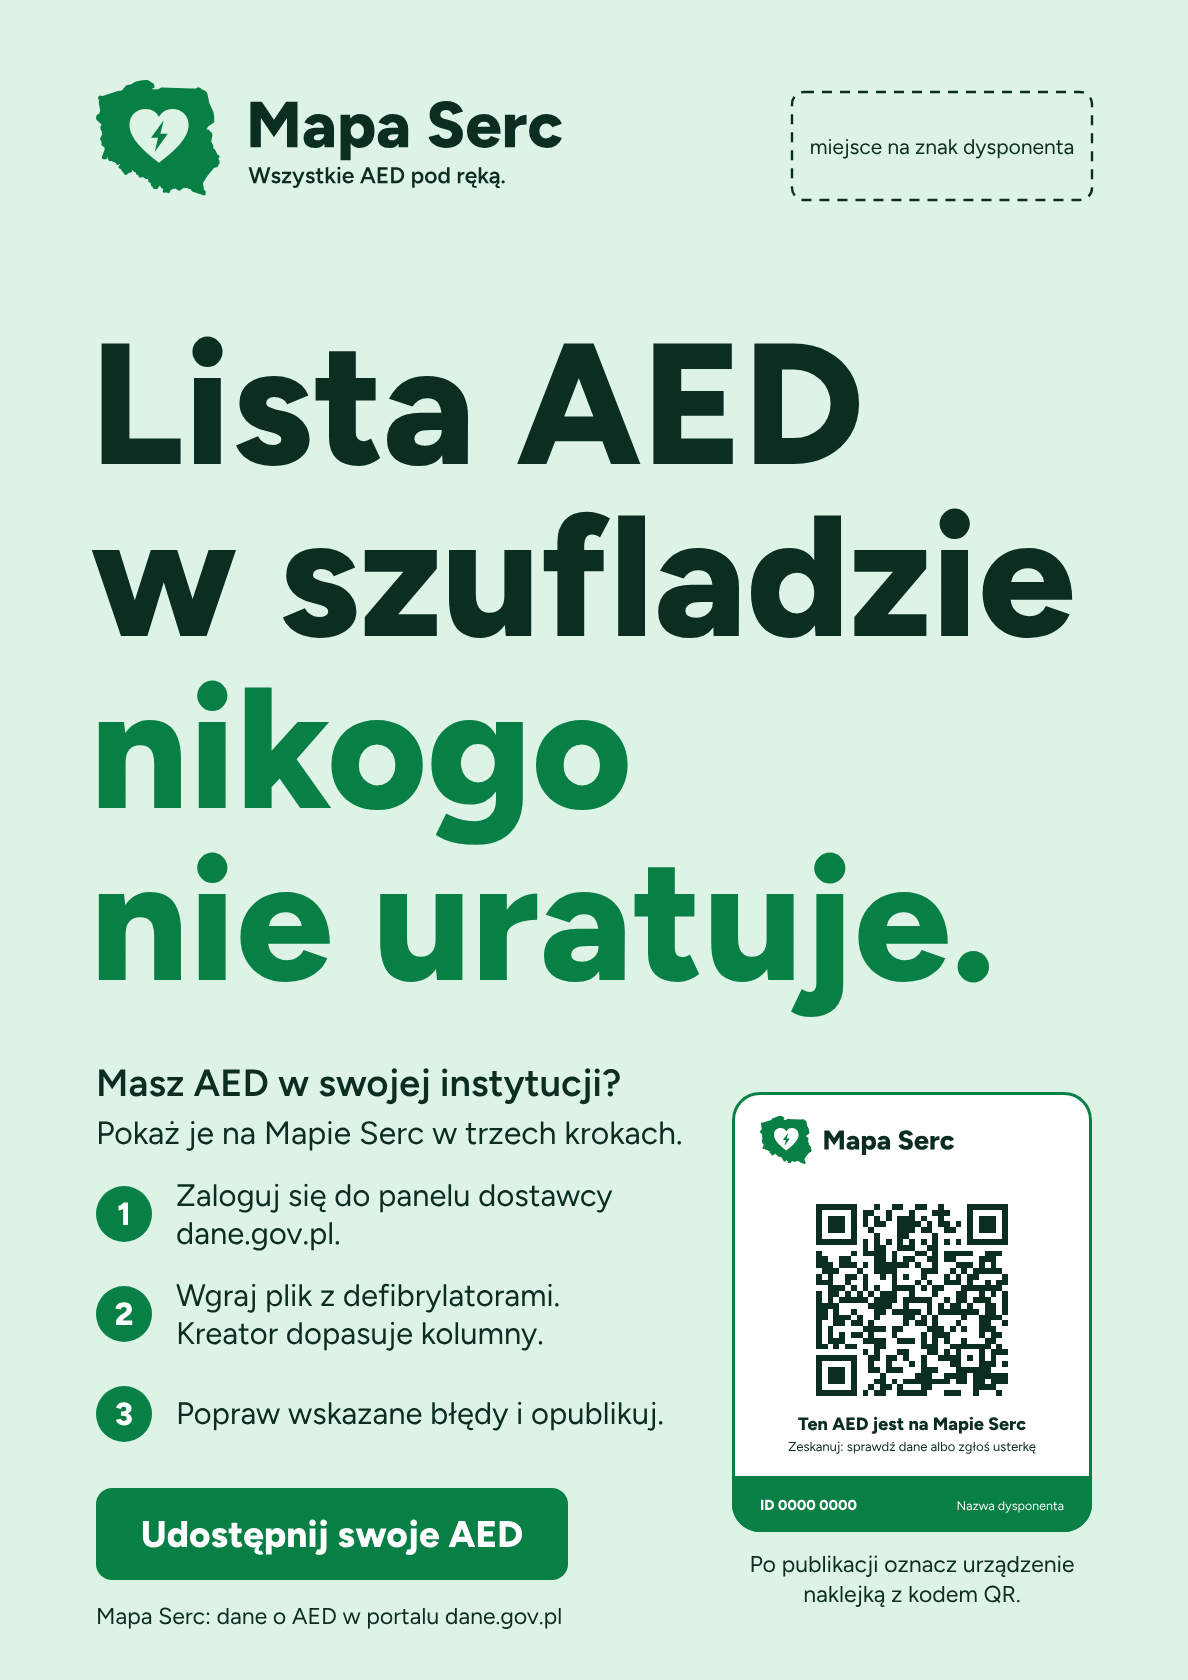 Mapa Serc
Wszystkie AED pod ręką.
miejsce na znak dysponenta
Lista AED
w szufladzie
nikogo
nie uratuje.
Masz AED w swojej instytucji?
Pokaż je na Mapie Serc w trzech krokach.
1
Zaloguj się do panelu dostawcy
dane.gov.pl.
2
Wgraj plik z defibrylatorami.
Kreator dopasuje kolumny.
3
Popraw wskazane błędy i opublikuj.
Udostępnij swoje AED
Mapa Serc: dane o AED w portalu dane.gov.pl
Mapa Serc
Ten AED jest na Mapie Serc
Zeskanuj: sprawdź dane albo zgłoś usterkę
ID 0000 0000
Nazwa dysponenta
Po publikacji oznacz urządzenie
naklejką z kodem QR.